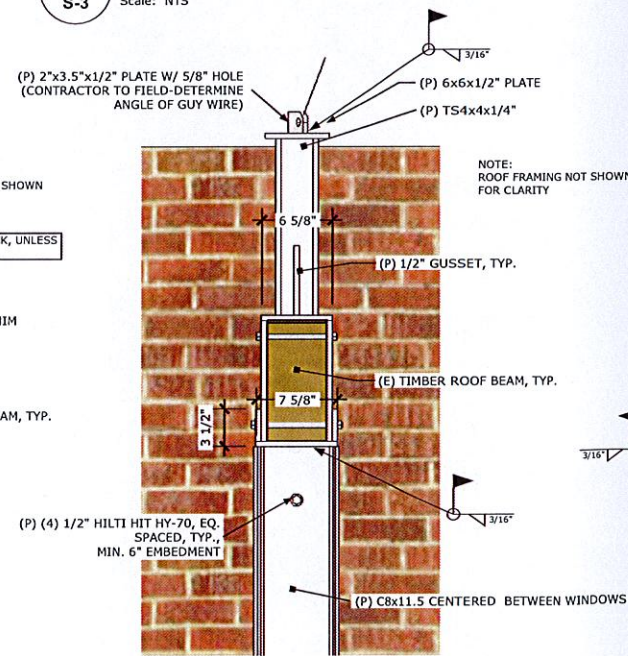 S-3
Scale: NTS
3/16"
(P) 2"x3.5"x1/2" PLATE W/ 5/8" HOLE
(CONTRACTOR TO FIELD-DETERMINE
ANGLE OF GUY WIRE)
(P) 6x6x1/2" PLATE
(P) TS4x4x1/4"
NOTE:
ROOF FRAMING NOT SHOWN
FOR CLARITY
SHOWN
6 5/8"
K, UNLESS
(P) 1/2" GUSSET, TYP.
IM
(E) TIMBER ROOF BEAM, TYP.
7 5/8"
AM, TYP.
3 1/2"
3/16"
3/16"
(P) (4) 1/2" HILTI HIT HY-70, EQ.
SPACED, TYP.,
MIN. 6" EMBEDMENT
(P) C8x11.5 CENTERED BETWEEN WINDOWS